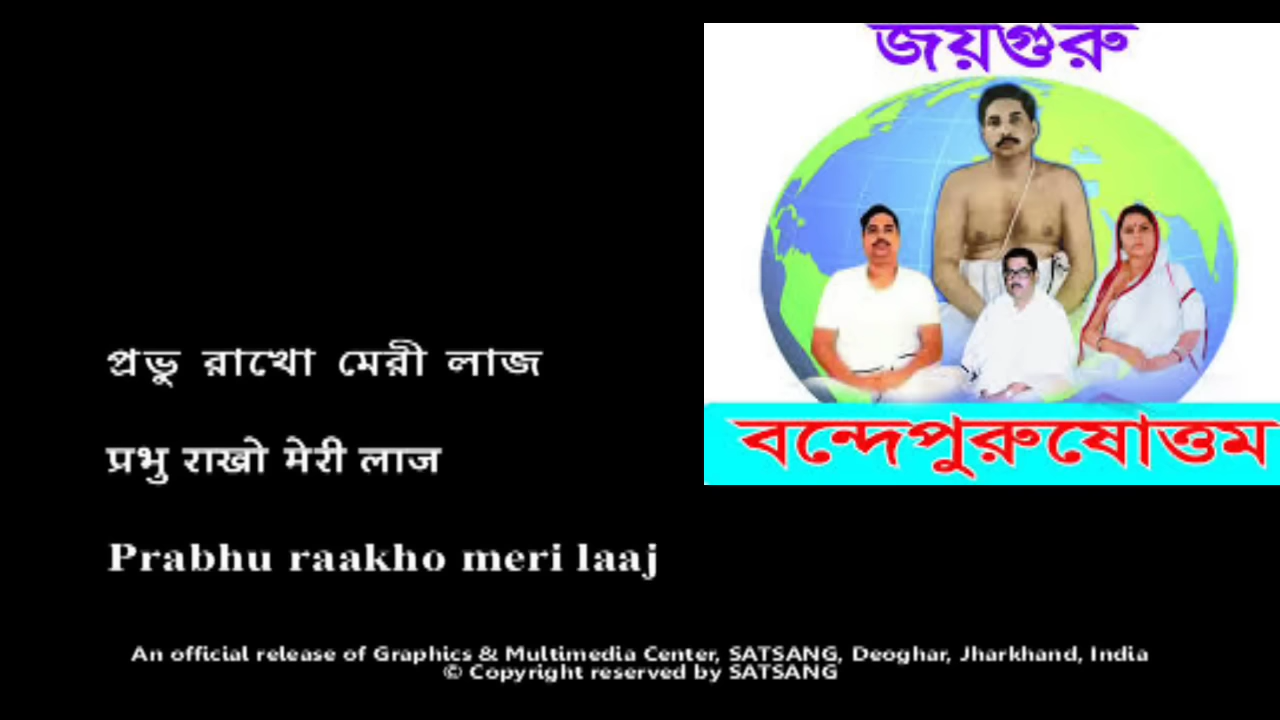 জয়গুরু
প্রভু রাখো মেরী লাজ
प्रभु राखो मेरी लाज
বন্দেপুরুষোত্তম
Prabhu raakho meri laaj
An official release of Graphics & Multimedia Center, SATSANG, Deoghar, Jharkhand, India
© Copyright reserved by SATSANG